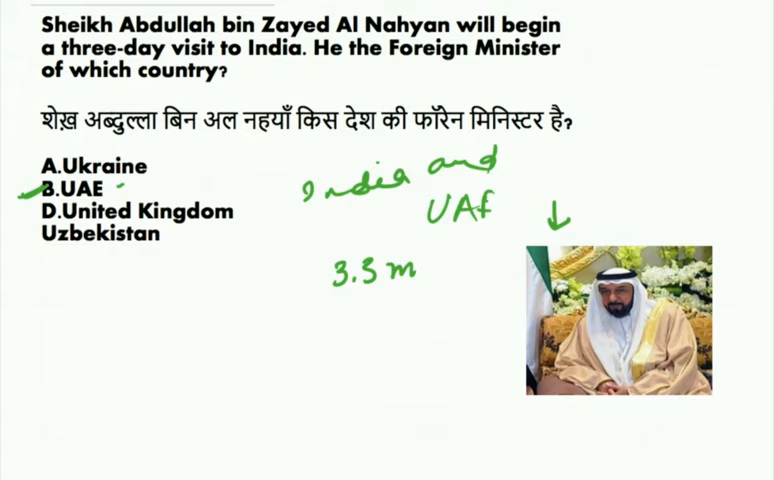 Sheikh Abdullah bin Zayed Al Nahyan will begin
a three-day visit to India. He the Foreign Minister
of which country?
शेख़ अब्दुल्ला बिन अल नहयाँ किस देश की फॉरेन मिनिस्टर है?
A.Ukraine
B.UAE
D.United Kingdom
Uzbekistan
India and
UAE
3.3 m